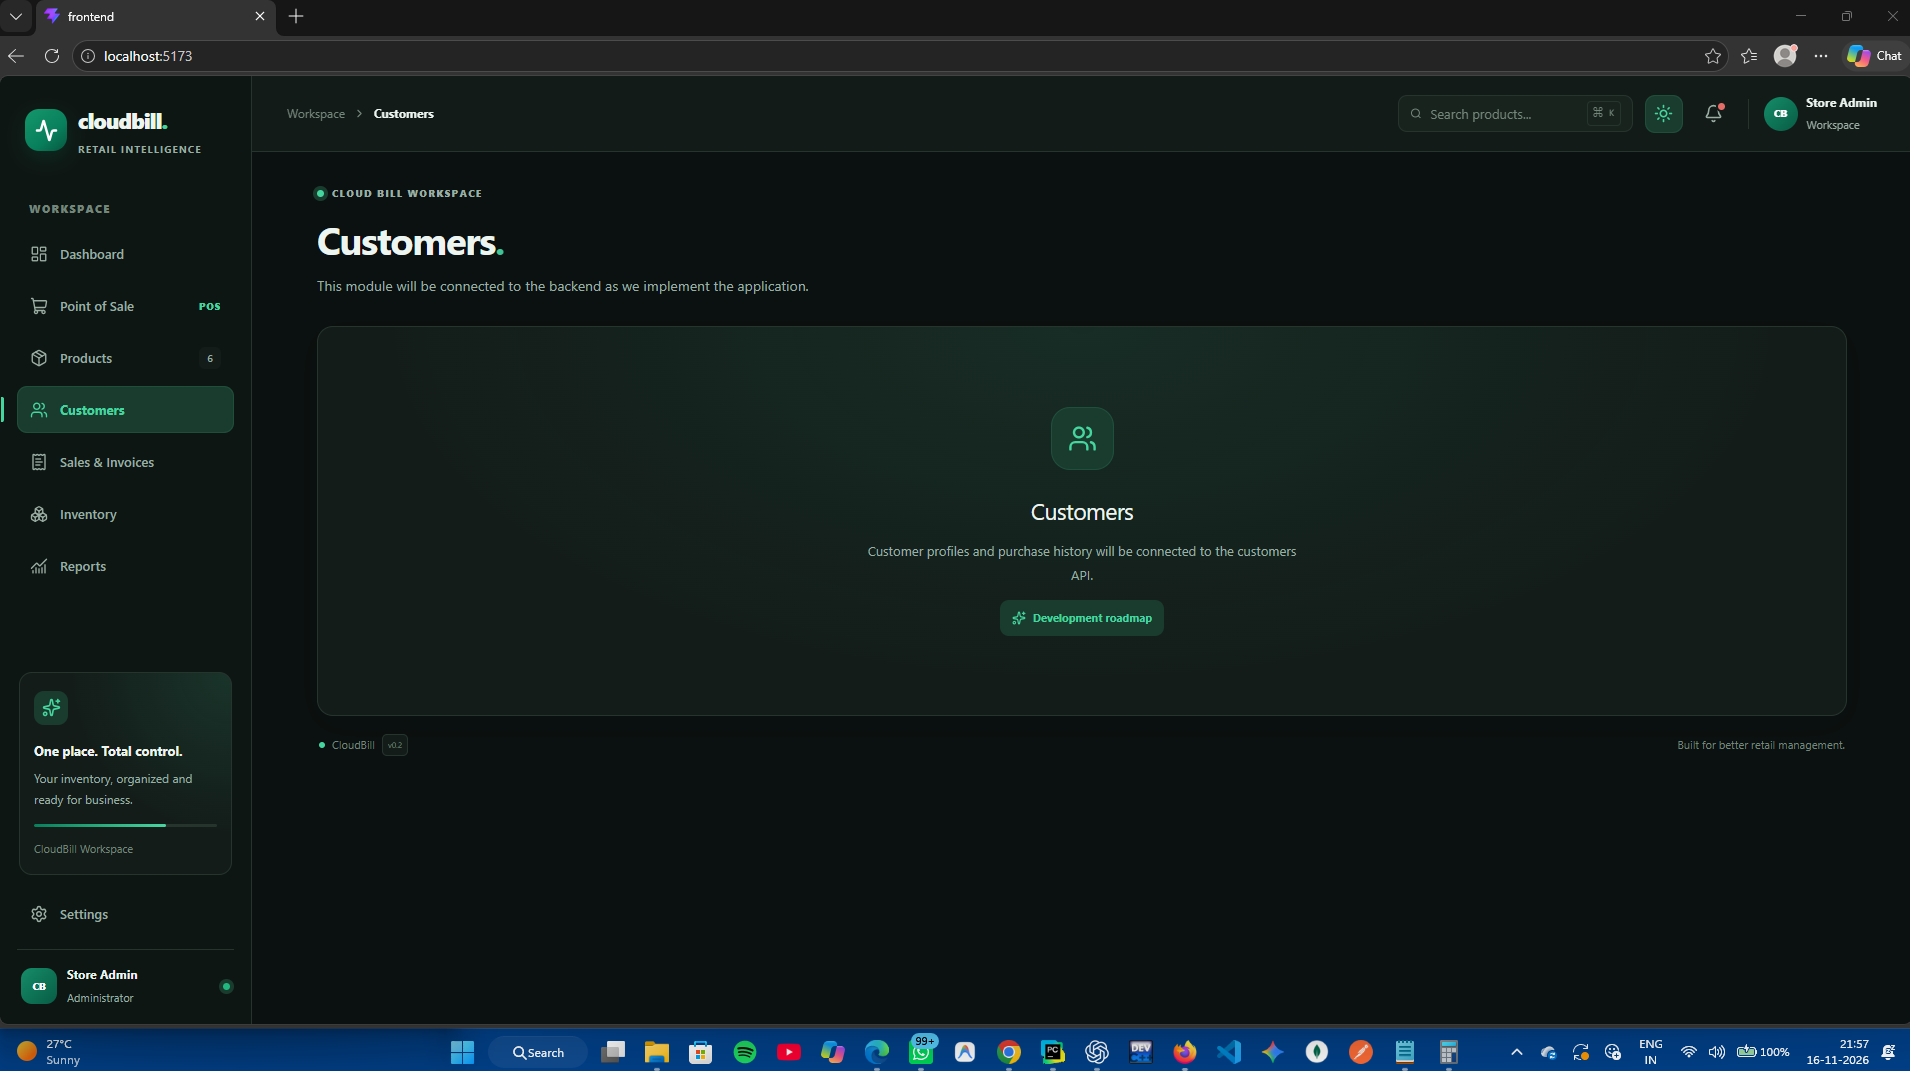 frontend
localhost:5173
Chat
cloudbill.
RETAIL INTELLIGENCE
Workspace > Customers
Search products...
⌘ K
CB
Store Admin
Workspace
WORKSPACE
Dashboard
Point of Sale POS
Products 6
Customers
Sales & Invoices
Inventory
Reports
One place. Total control.
Your inventory, organized and
ready for business.
CloudBill Workspace
Settings
CB
Store Admin
Administrator
CLOUD BILL WORKSPACE
Customers.
This module will be connected to the backend as we implement the application.
Customers
Customer profiles and purchase history will be connected to the customers
API.
Development roadmap
CloudBill v0.2
Built for better retail management.
27°C
Sunny
Search
99+
PC
DEV
ENG
IN
100%
21:57
16-11-2026